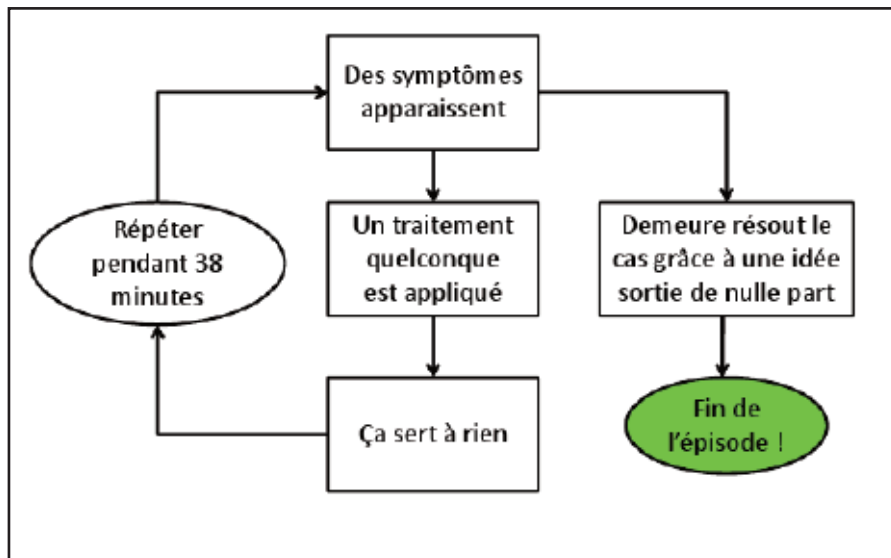 Des symptômes
apparaissent
Répéter
pendant 38
minutes
Un traitement
quelconque
est appliqué
Demeure résout le
cas grâce à une idée
sortie de nulle part
Ça sert à rien
Fin de
l'épisode !